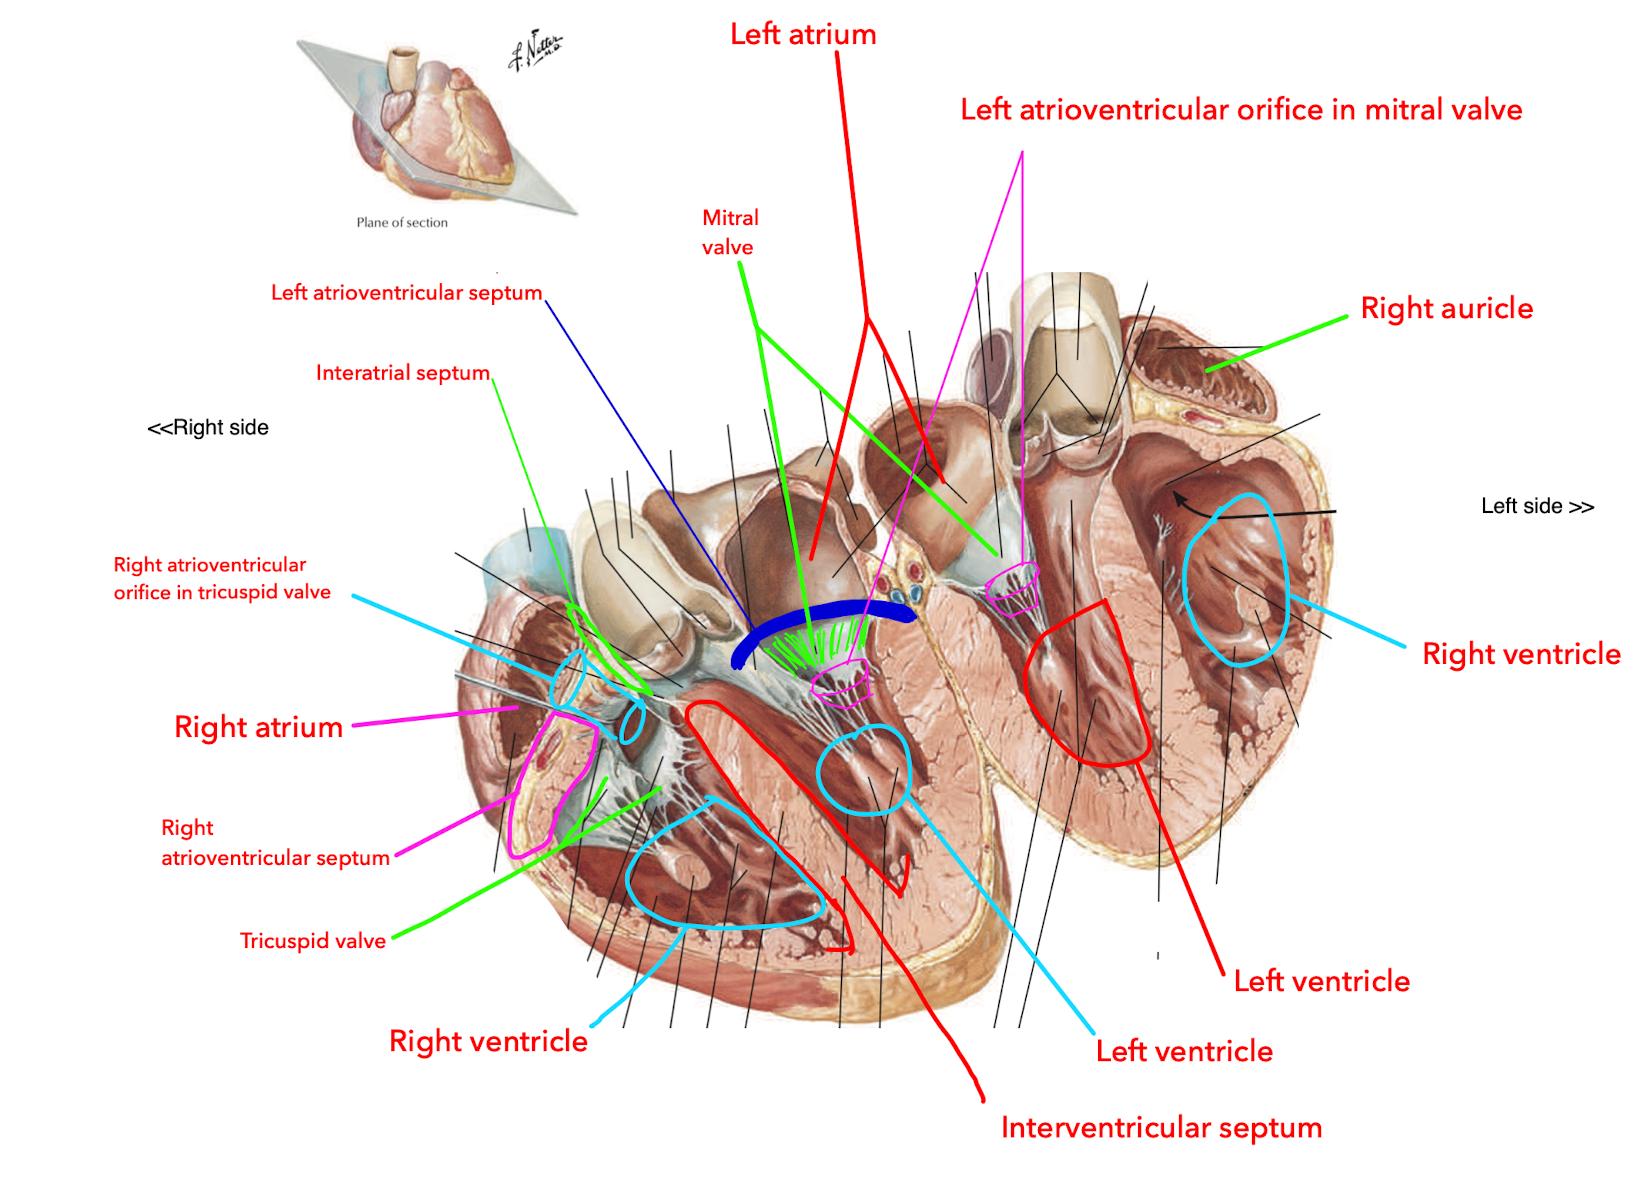 Left atrium
F. Netter
M.D.
Left atrioventricular orifice in mitral valve
Plane of section
Mitral
valve
Left atrioventricular septum
Right auricle
Interatrial septum
<<Right side
Left side >>
Right atrioventricular
orifice in tricuspid valve
Right ventricle
Right atrium
Right
atrioventricular septum
Tricuspid valve
Left ventricle
Right ventricle
Left ventricle
Interventricular septum